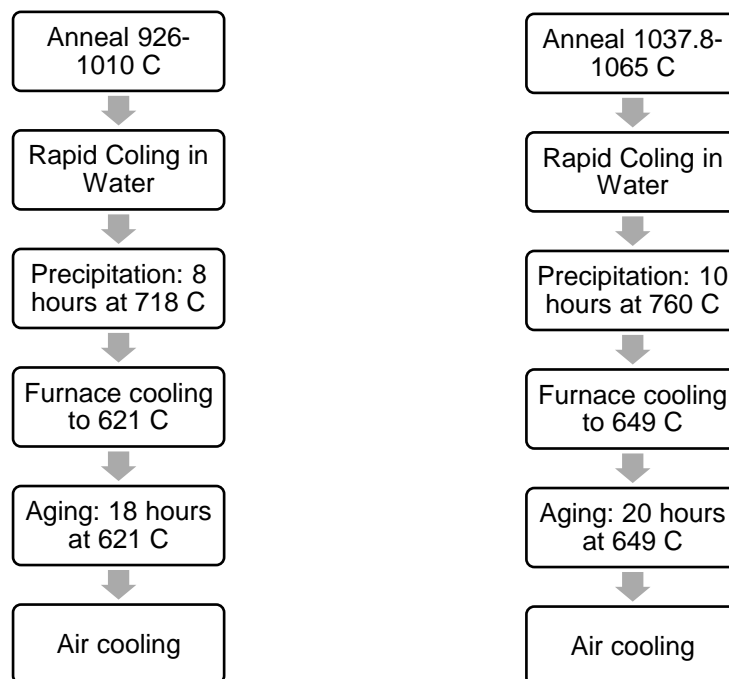 Anneal 926-
1010 C
Rapid Coling in
Water
Precipitation: 8
hours at 718 C
Furnace cooling
to 621 C
Aging: 18 hours
at 621 C
Air cooling
Anneal 1037.8-
1065 C
Rapid Coling in
Water
Precipitation: 10
hours at 760 C
Furnace cooling
to 649 C
Aging: 20 hours
at 649 C
Air cooling